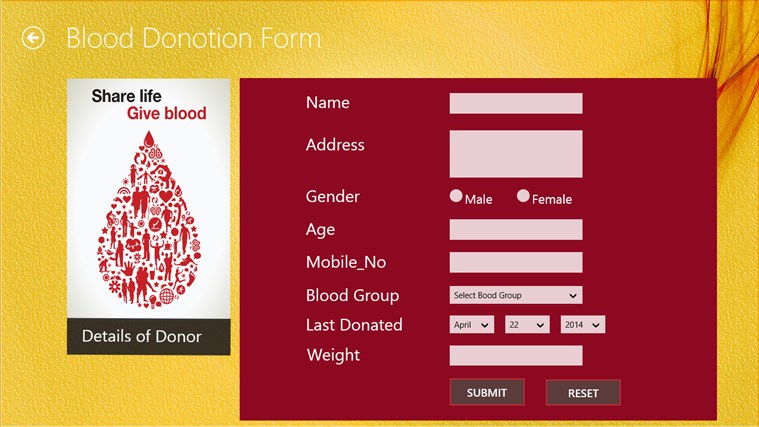 Blood Donotion Form
Share life
Give blood
Details of Donor
Name
Address
Gender Male Female
Age
Mobile_No
Blood Group Select Bood Group
Last Donated April 22 2014
Weight
SUBMIT RESET